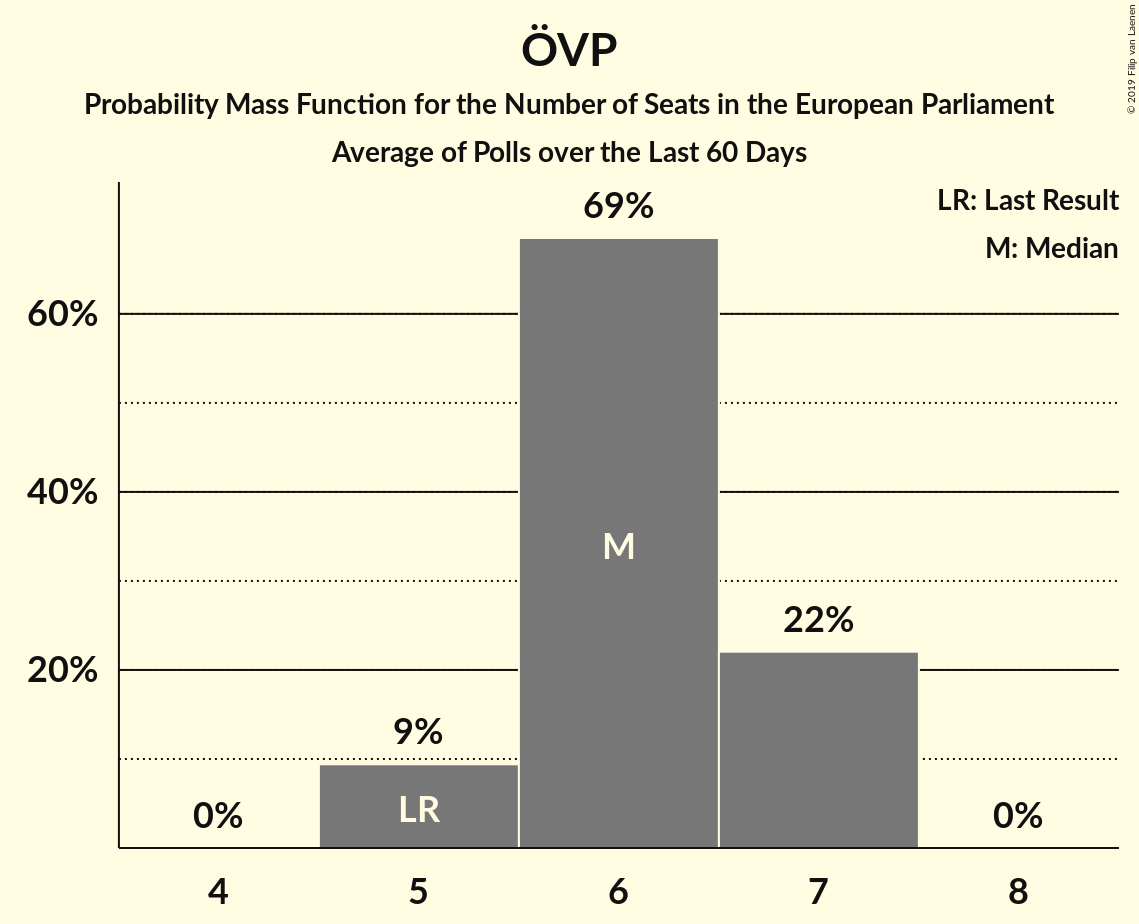 ÖVP
Probability Mass Function for the Number of Seats in the European Parliament
Average of Polls over the Last 60 Days
© 2019 Filip van Laenen
LR: Last Result
M: Median
69%
60%
40%
M
22%
20%
9%
LR
0%
0%
4 5 6 7 8